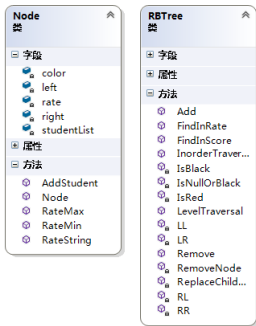 Node
类
字段
color
left
rate
right
studentList
属性
方法
AddStudent
Node
RateMax
RateMin
RateString
RBTree
类
字段
属性
方法
Add
FindInRate
FindInScore
InorderTraver...
IsBlack
IsNullOrBlack
IsRed
LevelTraversal
LL
LR
Remove
RemoveNode
ReplaceChild...
RL
RR